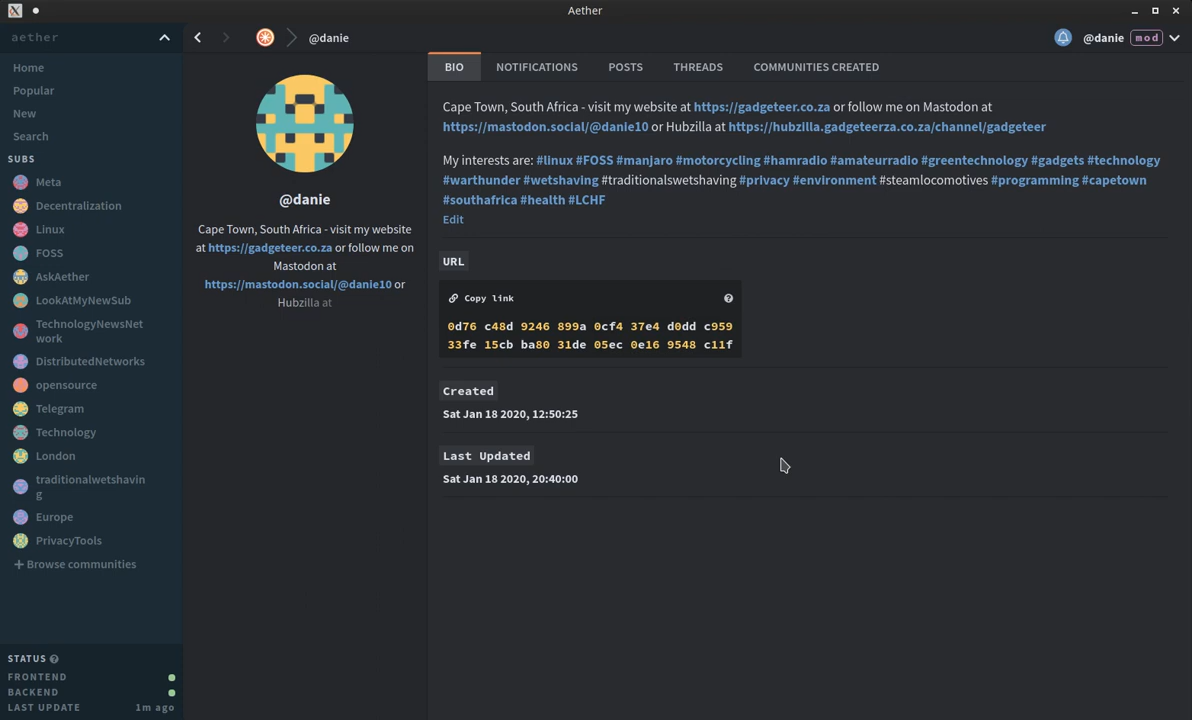 Aether
aether
@danie
@danie mod
Home
Popular
New
Search
SUBS
Meta
Decentralization
Linux
FOSS
AskAether
LookAtMyNewSub
TechnologyNewsNet
work
DistributedNetworks
opensource
Telegram
Technology
London
traditionalwetshavin
g
Europe
PrivacyTools
+ Browse communities
STATUS ?
FRONTEND
BACKEND
LAST UPDATE 1m ago
@danie
Cape Town, South Africa - visit my website
at https://gadgeteer.co.za or follow me on
Mastodon at
https://mastodon.social/@danie10 or
Hubzilla at
BIO NOTIFICATIONS POSTS THREADS COMMUNITIES CREATED
Cape Town, South Africa - visit my website at https://gadgeteer.co.za or follow me on Mastodon at
https://mastodon.social/@danie10 or Hubzilla at https://hubzilla.gadgeteerza.co.za/channel/gadgeteer
My interests are: #linux #FOSS #manjaro #motorcycling #hamradio #amateurradio #greentechnology #gadgets #technology
#warthunder #wetshaving #traditionalswetshaving #privacy #environment #steamlocomotives #programming #capetown
#southafrica #health #LCHF
Edit
URL
Copy link ?
0d76 c48d 9246 899a 0cf4 37e4 d0dd c959
33fe 15cb ba80 31de 05ec 0e16 9548 c11f
Created
Sat Jan 18 2020, 12:50:25
Last Updated
Sat Jan 18 2020, 20:40:00